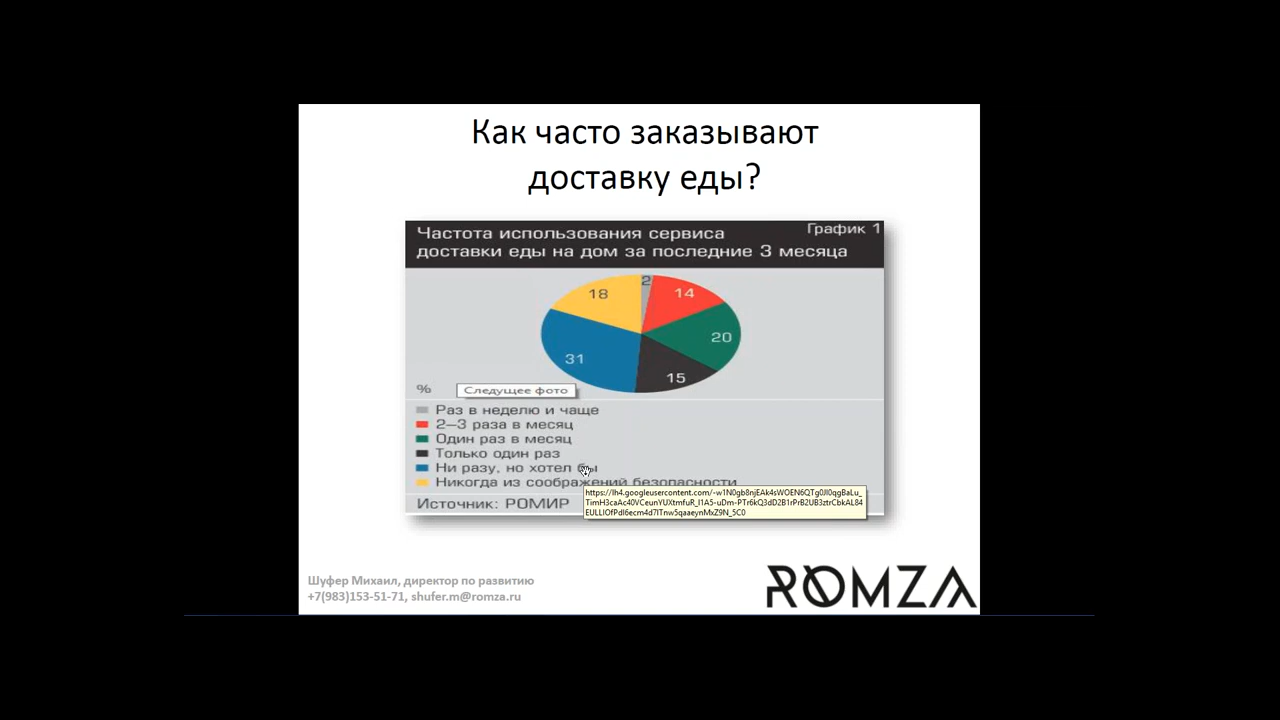 Как часто заказывают
доставку еды?
График 1
Частота использования сервиса
доставки еды на дом за последние 3 месяца
2
18
14
20
31
15
%
Следущее фото
Раз в неделю и чаще
2–3 раза в месяц
Один раз в месяц
Только один раз
Ни разу, но хотел бы
Никогда из соображений безопасности
Источник: РОМИР
Шуфер Михаил, директор по развитию
+7(983)153-51-71, shufer.m@romza.ru
ROMZA